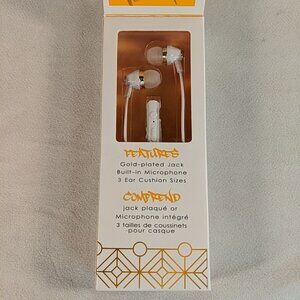 FEATURES
Gold-plated Jack
Built-in Microphone
3 Ear Cushion Sizes
COMPREND
jack plaqué or
Microphone intégré
3 tailles de coussinets
pour casque